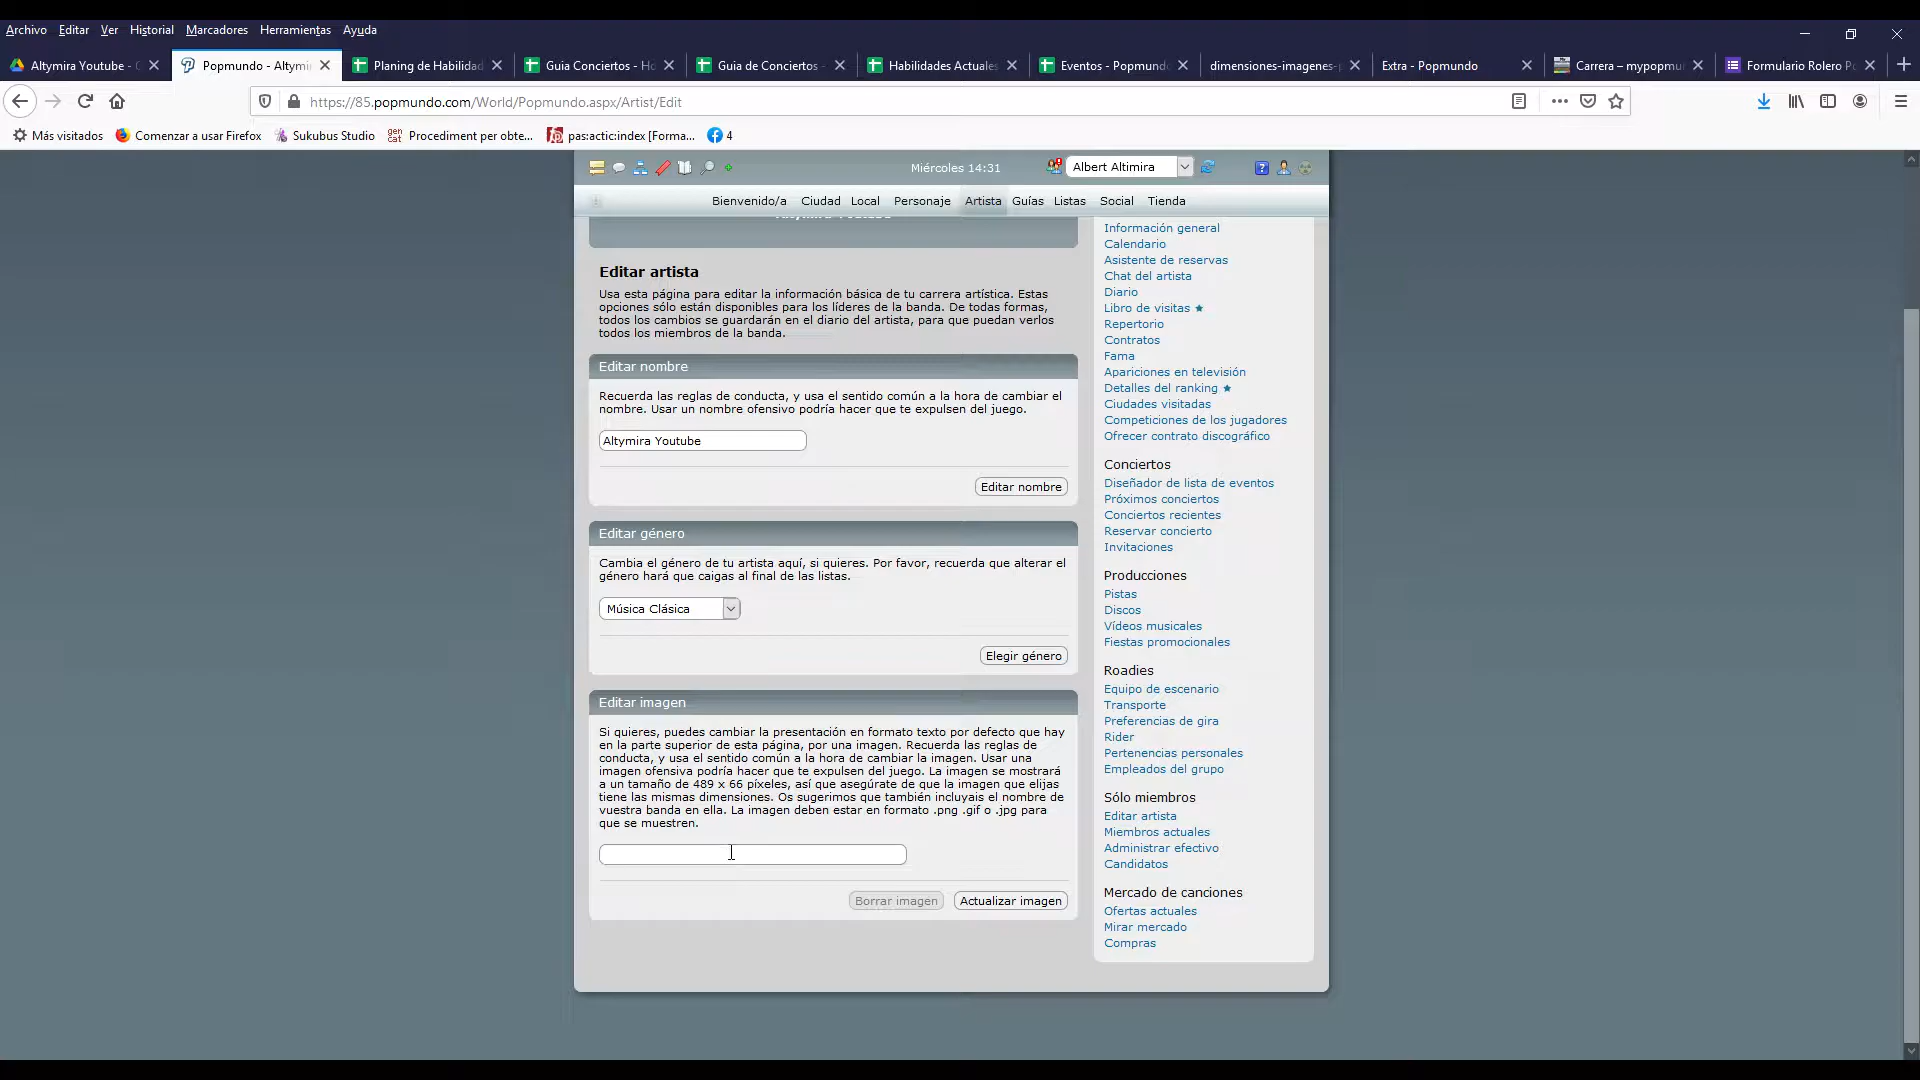 Archivo Editar Ver Historial Marcadores Herramientas Ayuda
Altymira Youtube -
Popmundo - Altymi
Planing de Habilidad
Guia Conciertos - Ho
Guia de Conciertos -
Habilidades Actuales
Eventos - Popmundo
dimensiones-imagenes-
Extra - Popmundo
Carrera – mypopmu
Formulario Rolero Po
https://85.popmundo.com/World/Popmundo.aspx/Artist/Edit
Más visitados
Comenzar a usar Firefox
Sukubus Studio
gen
cat
Procediment per obte...
pas:actic:index [Forma...
4
Miércoles 14:31
Albert Altimira
Bienvenido/a Ciudad Local Personaje Artista Guías Listas Social Tienda
Editar artista
Usa esta página para editar la información básica de tu carrera artística. Estas
opciones sólo están disponibles para los líderes de la banda. De todas formas,
todos los cambios se guardarán en el diario del artista, para que puedan verlos
todos los miembros de la banda.
Editar nombre
Recuerda las reglas de conducta, y usa el sentido común a la hora de cambiar el
nombre. Usar un nombre ofensivo podría hacer que te expulsen del juego.
Altymira Youtube
Editar nombre
Editar género
Cambia el género de tu artista aquí, si quieres. Por favor, recuerda que alterar el
género hará que caigas al final de las listas.
Música Clásica
Elegir género
Editar imagen
Si quieres, puedes cambiar la presentación en formato texto por defecto que hay
en la parte superior de esta página, por una imagen. Recuerda las reglas de
conducta, y usa el sentido común a la hora de cambiar la imagen. Usar una
imagen ofensiva podría hacer que te expulsen del juego. La imagen se mostrará
a un tamaño de 489 x 66 píxeles, así que asegúrate de que la imagen que elijas
tiene las mismas dimensiones. Os sugerimos que también incluyais el nombre de
vuestra banda en ella. La imagen deben estar en formato .png .gif o .jpg para
que se muestren.
Borrar imagen
Actualizar imagen
Información general
Calendario
Asistente de reservas
Chat del artista
Diario
Libro de visitas ★
Repertorio
Contratos
Fama
Apariciones en televisión
Detalles del ranking ★
Ciudades visitadas
Competiciones de los jugadores
Ofrecer contrato discográfico
Conciertos
Diseñador de lista de eventos
Próximos conciertos
Conciertos recientes
Reservar concierto
Invitaciones
Producciones
Pistas
Discos
Vídeos musicales
Fiestas promocionales
Roadies
Equipo de escenario
Transporte
Preferencias de gira
Rider
Pertenencias personales
Empleados del grupo
Sólo miembros
Editar artista
Miembros actuales
Administrar efectivo
Candidatos
Mercado de canciones
Ofertas actuales
Mirar mercado
Compras